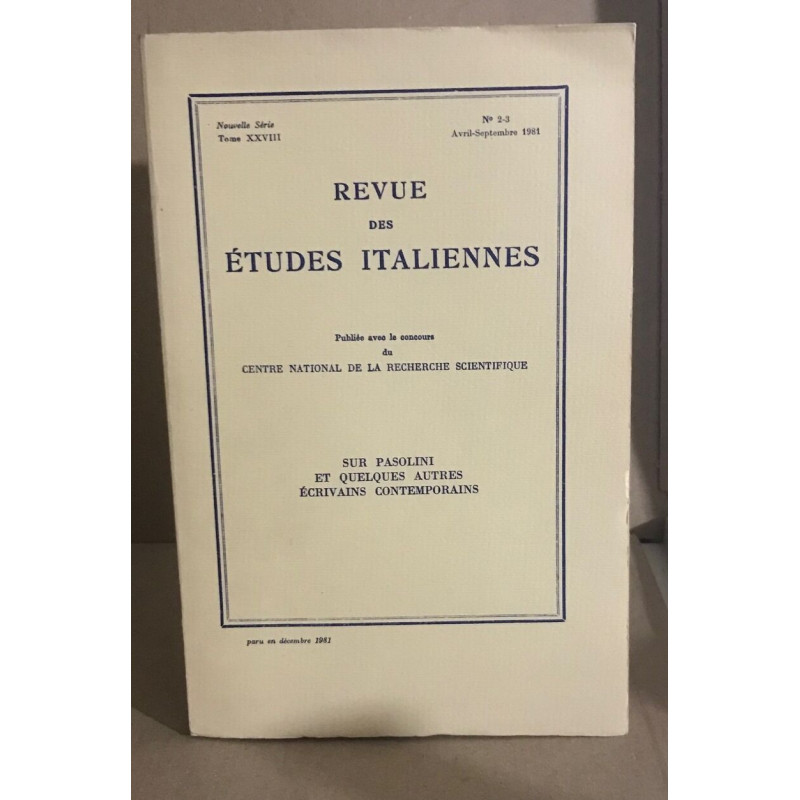 Nouvelle Série
Tome XXVIII
Nº 2-3
Avril-Septembre 1981
REVUE
DES
ÉTUDES ITALIENNES
Publiée avec le concours
du
CENTRE NATIONAL DE LA RECHERCHE SCIENTIFIQUE
SUR PASOLINI
ET QUELQUES AUTRES
ÉCRIVAINS CONTEMPORAINS
paru en décembre 1981